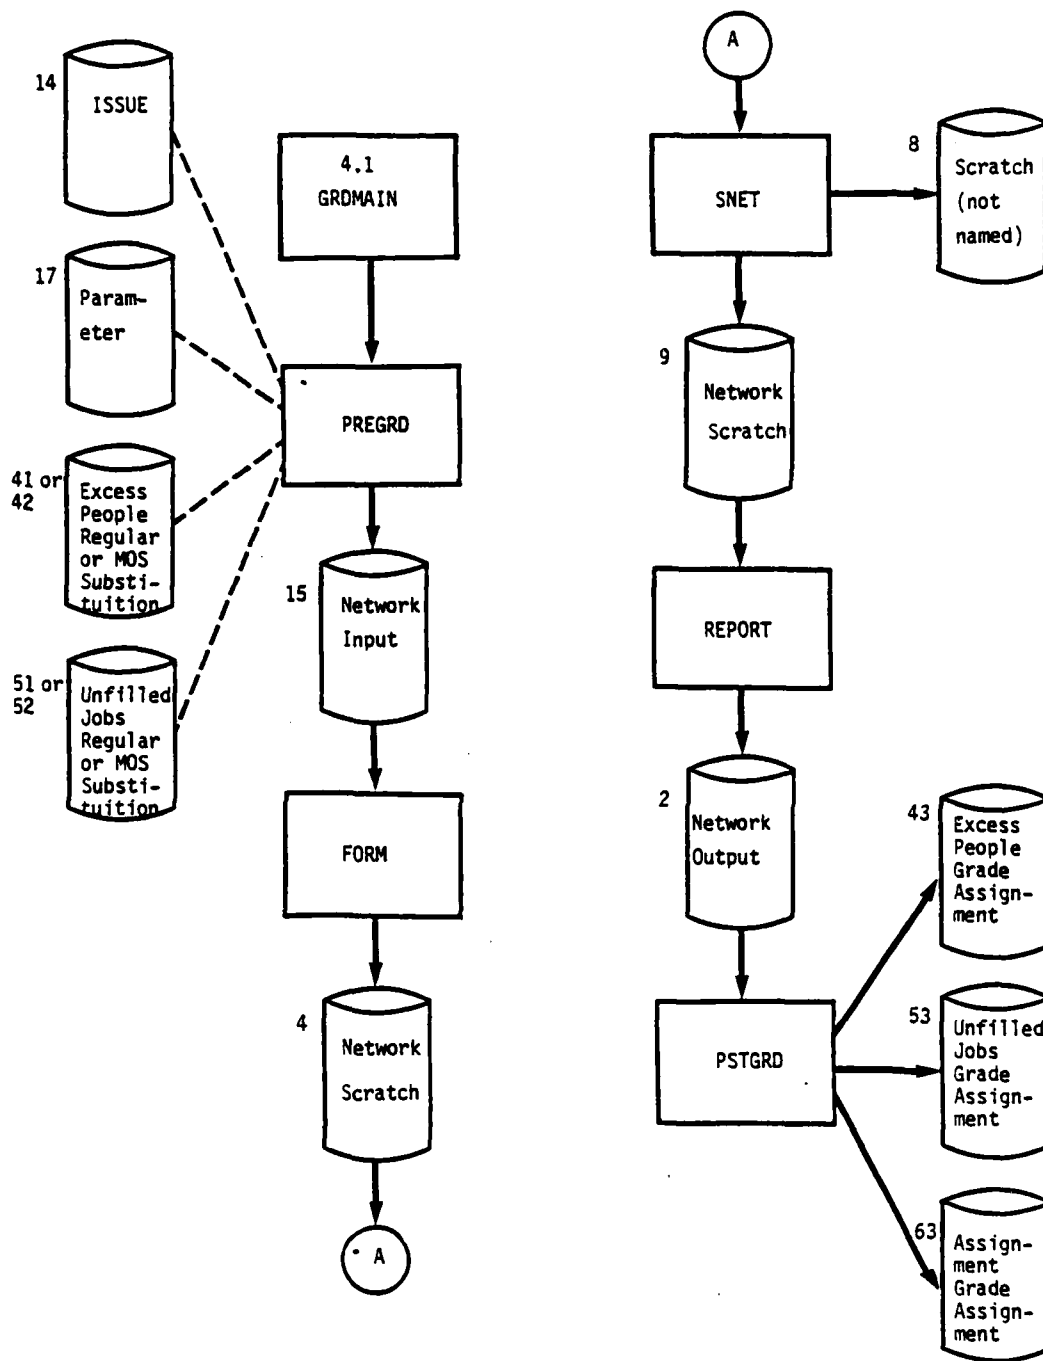 14
ISSUE
4.1
GRDMAIN
17
Param-
eter
PREGRD
41 or
42
Excess
People
Regular
or MOS
Substi-
tuition
15
Network
Input
51 or
52
Unfilled
Jobs
Regular
or MOS
Substi-
tuition
FORM
4
Network
Scratch
A
A
SNET
8
Scratch
(not
named)
9
Network
Scratch
REPORT
2
Network
Output
43
Excess
People
Grade
Assign-
ment
PSTGRD
53
Unfilled
Jobs
Grade
Assign-
ment
63
Assign-
ment
Grade
Assign-
ment